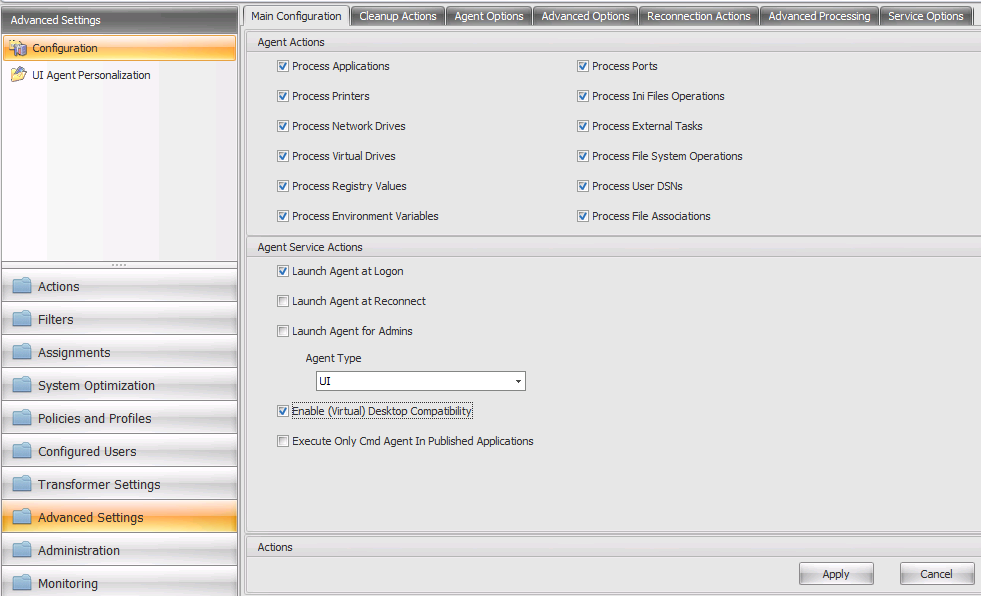 Advanced Settings
Configuration
UI Agent Personalization
Actions
Filters
Assignments
System Optimization
Policies and Profiles
Configured Users
Transformer Settings
Advanced Settings
Administration
Monitoring
Main Configuration
Cleanup Actions
Agent Options
Advanced Options
Reconnection Actions
Advanced Processing
Service Options
Agent Actions
Process Applications
Process Ports
Process Printers
Process Ini Files Operations
Process Network Drives
Process External Tasks
Process Virtual Drives
Process File System Operations
Process Registry Values
Process User DSNs
Process Environment Variables
Process File Associations
Agent Service Actions
Launch Agent at Logon
Launch Agent at Reconnect
Launch Agent for Admins
Agent Type
UI
Enable (Virtual) Desktop Compatibility
Execute Only Cmd Agent In Published Applications
Actions
Apply
Cancel